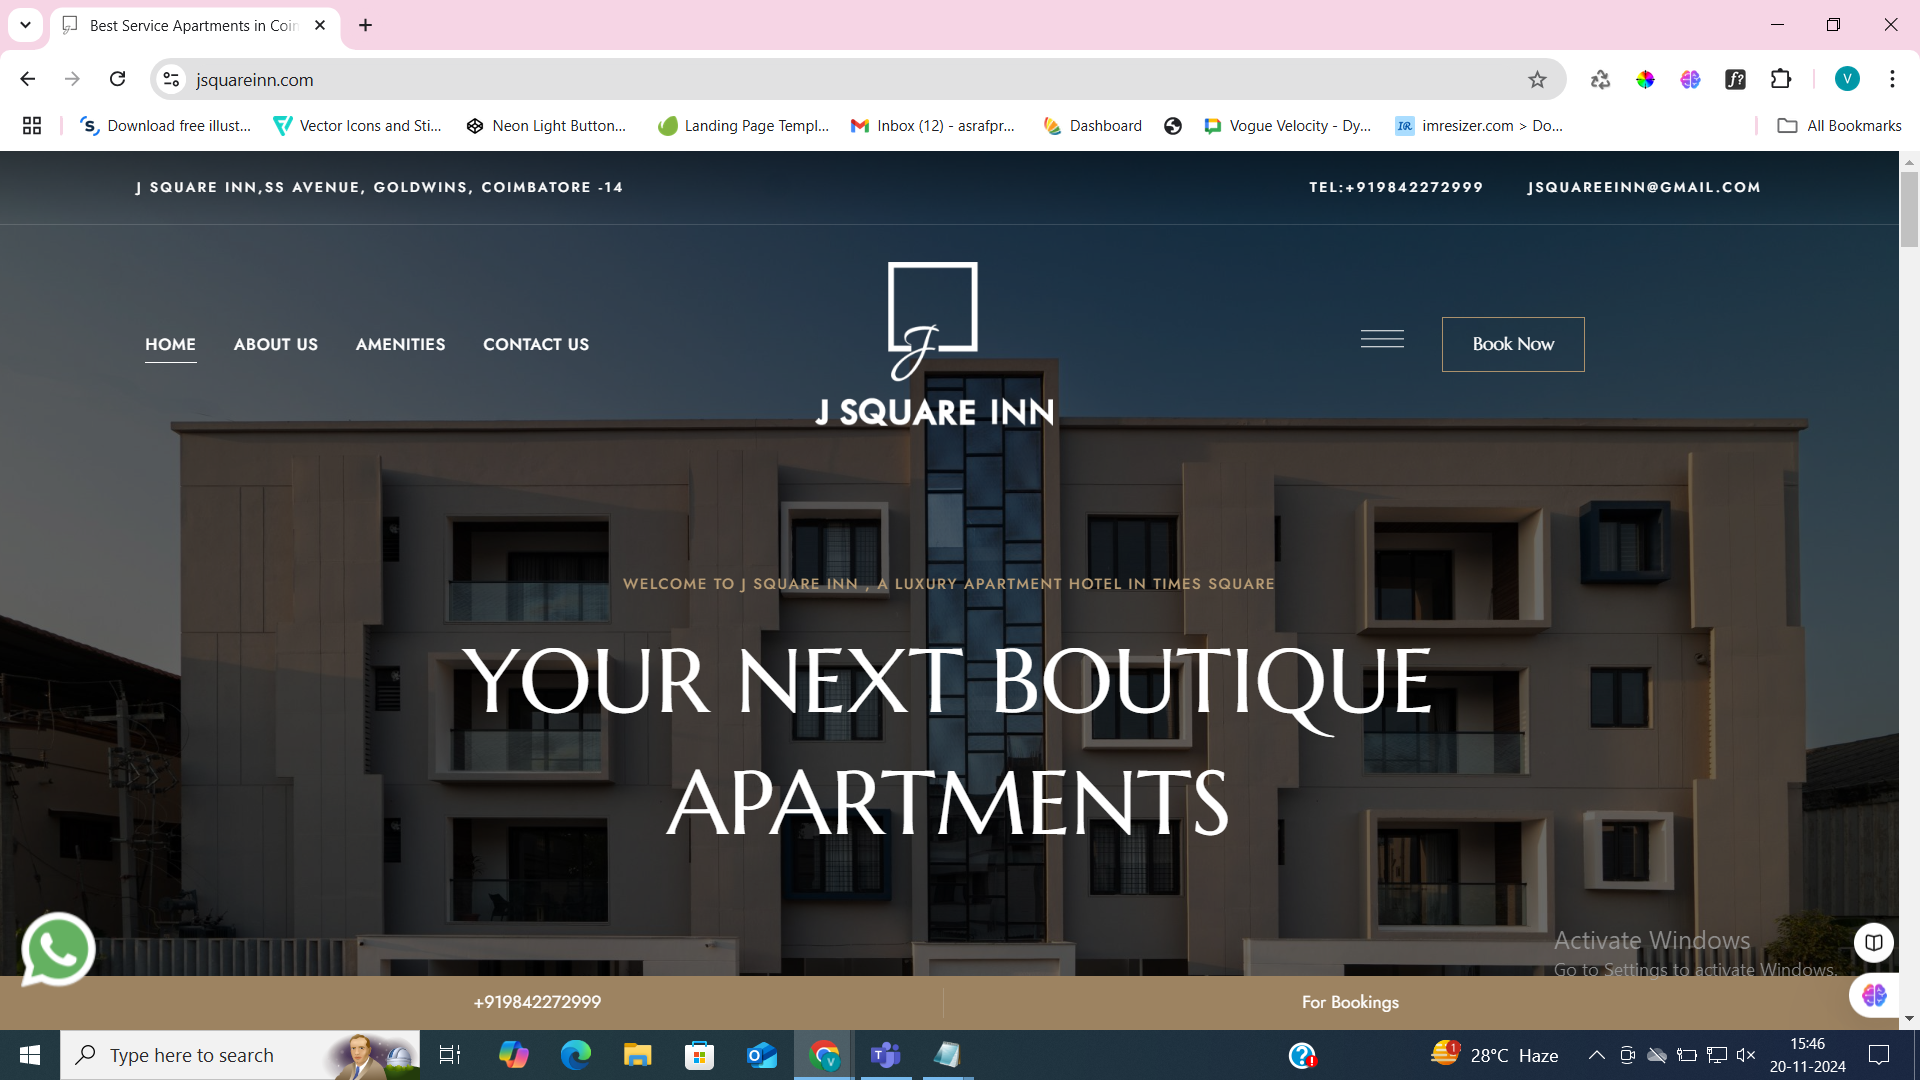 Best Service Apartments in Coin
jsquareinn.com
V
Download free illust...
Vector Icons and Sti...
Neon Light Button...
Landing Page Templ...
Inbox (12) - asrafpr...
Dashboard
Vogue Velocity - Dy...
imresizer.com > Do...
All Bookmarks
J SQUARE INN,SS AVENUE, GOLDWINS, COIMBATORE -14
TEL:+919842272999
JSQUAREEINN@GMAIL.COM
HOME
ABOUT US
AMENITIES
CONTACT US
J
J SQUARE INN
Book Now
WELCOME TO J SQUARE INN , A LUXURY APARTMENT HOTEL IN TIMES SQUARE
YOUR NEXT BOUTIQUE
APARTMENTS
Activate Windows
Go to Settings to activate Windows.
+919842272999
For Bookings
Type here to search
28°C Haze
15:46
20-11-2024